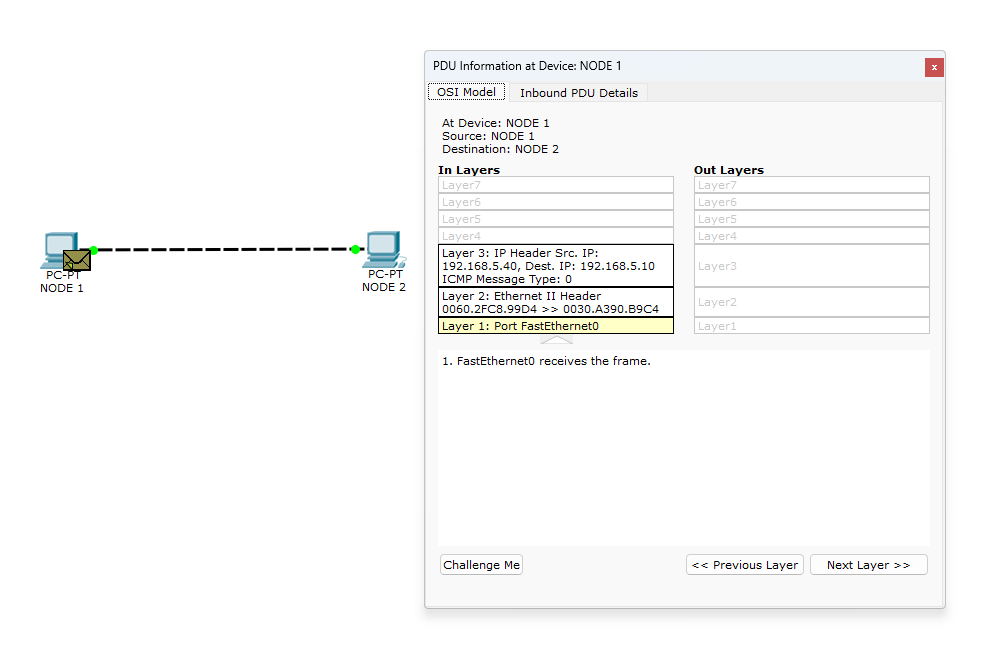 PC-PT
NODE 1
PC-PT
NODE 2
PDU Information at Device: NODE 1
x
OSI Model
Inbound PDU Details
At Device: NODE 1
Source: NODE 1
Destination: NODE 2
In Layers
Layer7
Layer6
Layer5
Layer4
Layer 3: IP Header Src. IP:
192.168.5.40, Dest. IP: 192.168.5.10
ICMP Message Type: 0
Layer 2: Ethernet II Header
0060.2FC8.99D4 >> 0030.A390.B9C4
Layer 1: Port FastEthernet0
Out Layers
Layer7
Layer6
Layer5
Layer4
Layer3
Layer2
Layer1
1. FastEthernet0 receives the frame.
Challenge Me
<< Previous Layer
Next Layer >>